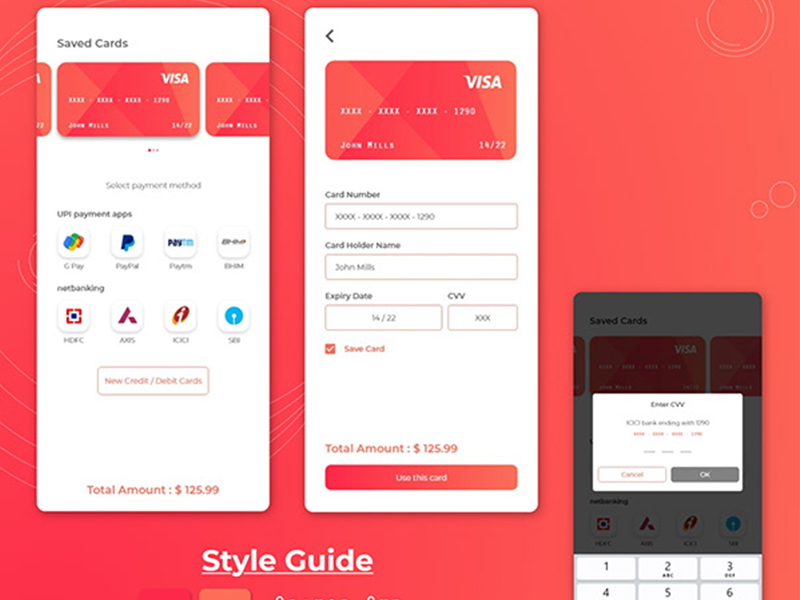 Saved Cards
VISA
XXXX - XXXX - XXXX - 1290
XXXX - XXXX -
John Mills
14/22
John Mills
22
Select payment method
UPI payment apps
G Pay
PayPal
Paytm
BHIM
netbanking
HDFC
AXIS
ICICI
SBI
New Credit / Debit Cards
Total Amount : $ 125.99
VISA
XXXX - XXXX - XXXX - 1290
John Mills
14/22
Card Number
XXXX - XXXX - XXXX - 1290
Card Holder Name
John Mills
Expiry Date
CVV
14 / 22
XXX
Save Card
Total Amount : $ 125.99
Use this card
Saved Cards
VISA
Enter CVV
ICICI bank ending with 1290
XXXX - XXXX - XXXX - 1290
Cancel
OK
netbanking
HDFC
AXIS
ICICI
SBI
1
2
ABC
3
DEF
4
5
6
Style Guide